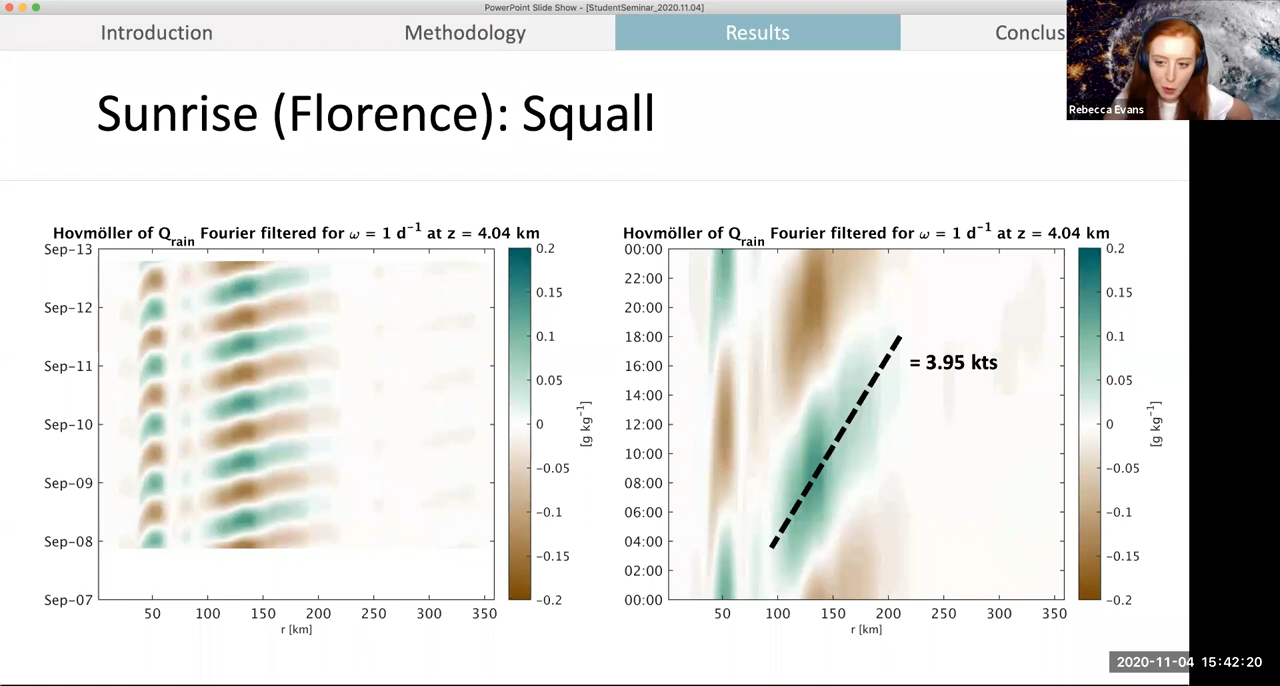 PowerPoint Slide Show - [StudentSeminar_2020.11.04]
Introduction Methodology Results Conclus
Rebecca Evans
Sunrise (Florence): Squall
Hovmöller of Qrain Fourier filtered for ω = 1 d⁻¹ at z = 4.04 km
Sep-13
Sep-12
Sep-11
Sep-10
Sep-09
Sep-08
Sep-07
50 100 150 200 250 300 350
r [km]
0.2
0.15
0.1
0.05
0
-0.05
-0.1
-0.15
-0.2
[g kg⁻¹]
Hovmöller of Qrain Fourier filtered for ω = 1 d⁻¹ at z = 4.04 km
00:00
22:00
20:00
18:00
16:00
14:00
12:00
10:00
08:00
06:00
04:00
02:00
00:00
= 3.95 kts
50 100 150 200 250 300 350
r [km]
0.2
0.15
0.1
0.05
0
-0.05
-0.1
-0.15
-0.2
[g kg⁻¹]
2020-11-04 15:42:20